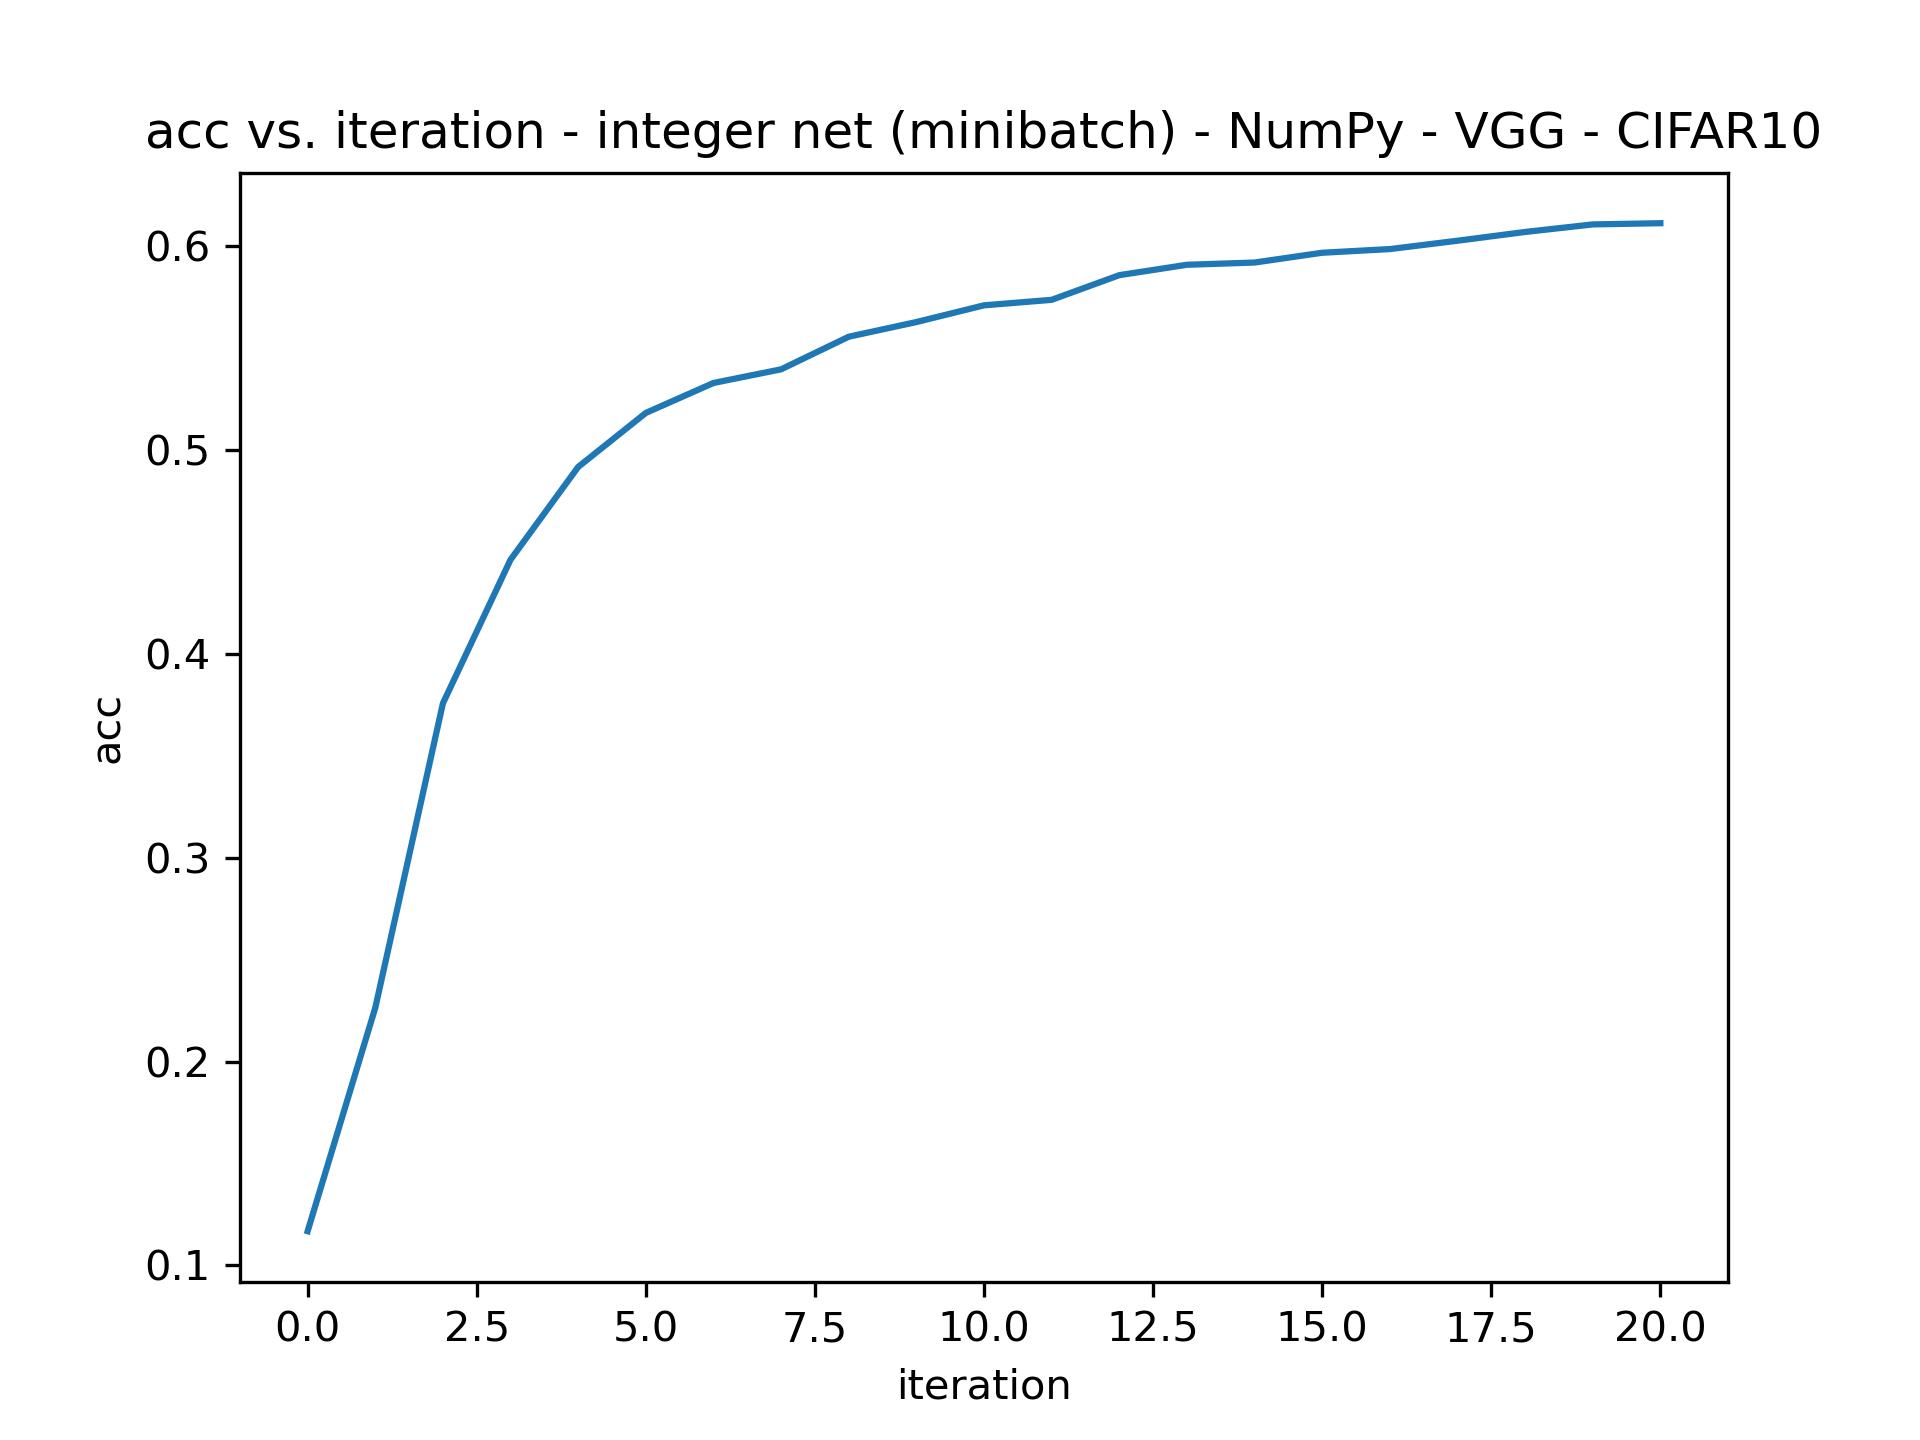 acc vs. iteration - integer net (minibatch) - NumPy - VGG - CIFAR10
0.6
0.5
0.4
0.3
0.2
0.1
acc
0.0 2.5 5.0 7.5 10.0 12.5 15.0 17.5 20.0
iteration